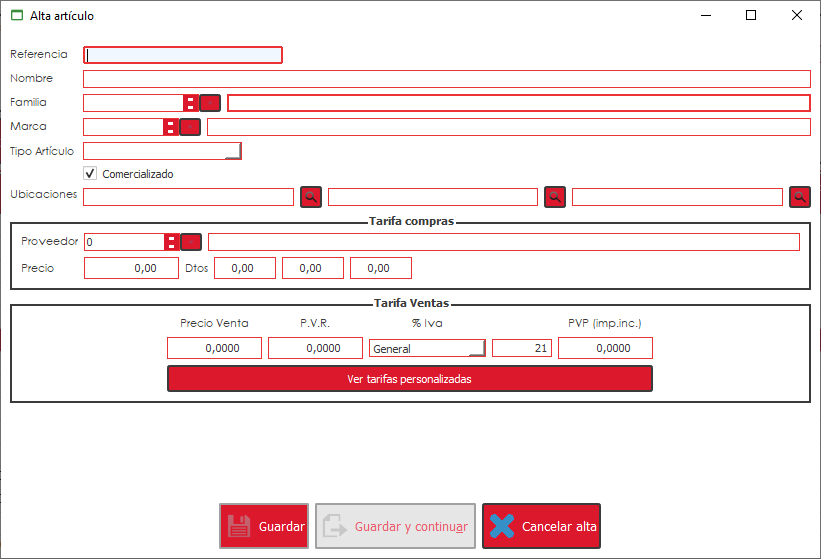 Alta artículo
Referencia
Nombre
Familia
Marca
Tipo Artículo
Comercializado
Ubicaciones
Tarifa compras
Proveedor 0
Precio 0,00 Dtos 0,00 0,00 0,00
Tarifa Ventas
Precio Venta P.V.R. % Iva PVP (imp.inc.)
0,0000 0,0000 General 21 0,0000
Ver tarifas personalizadas
Guardar Guardar y continuar Cancelar alta